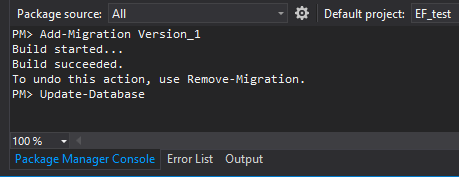 Package source: All Default project: EF_test
PM> Add-Migration Version_1
Build started...
Build succeeded.
To undo this action, use Remove-Migration.
PM> Update-Database
100 %
Package Manager Console Error List Output